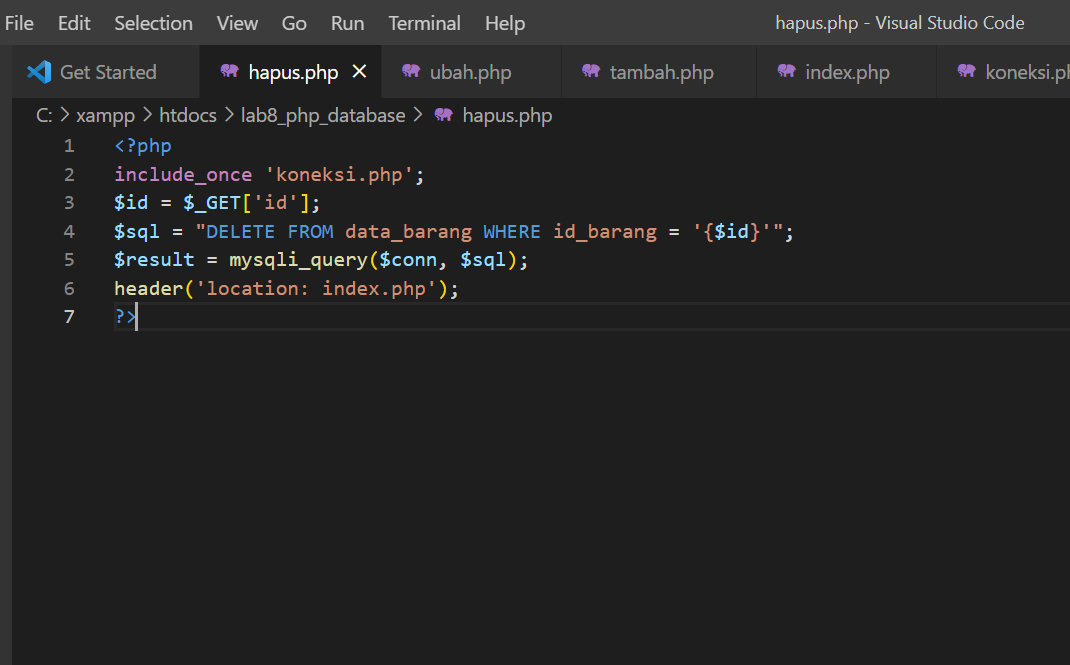 File Edit Selection View Go Run Terminal Help hapus.php - Visual Studio Code
Get Started hapus.php × ubah.php tambah.php index.php koneksi.ph
C: > xampp > htdocs > lab8_php_database > hapus.php
1 <?php
2 include_once 'koneksi.php';
3 $id = $_GET['id'];
4 $sql = "DELETE FROM data_barang WHERE id_barang = '{$id}'";
5 $result = mysqli_query($conn, $sql);
6 header('location: index.php');
7 ?>